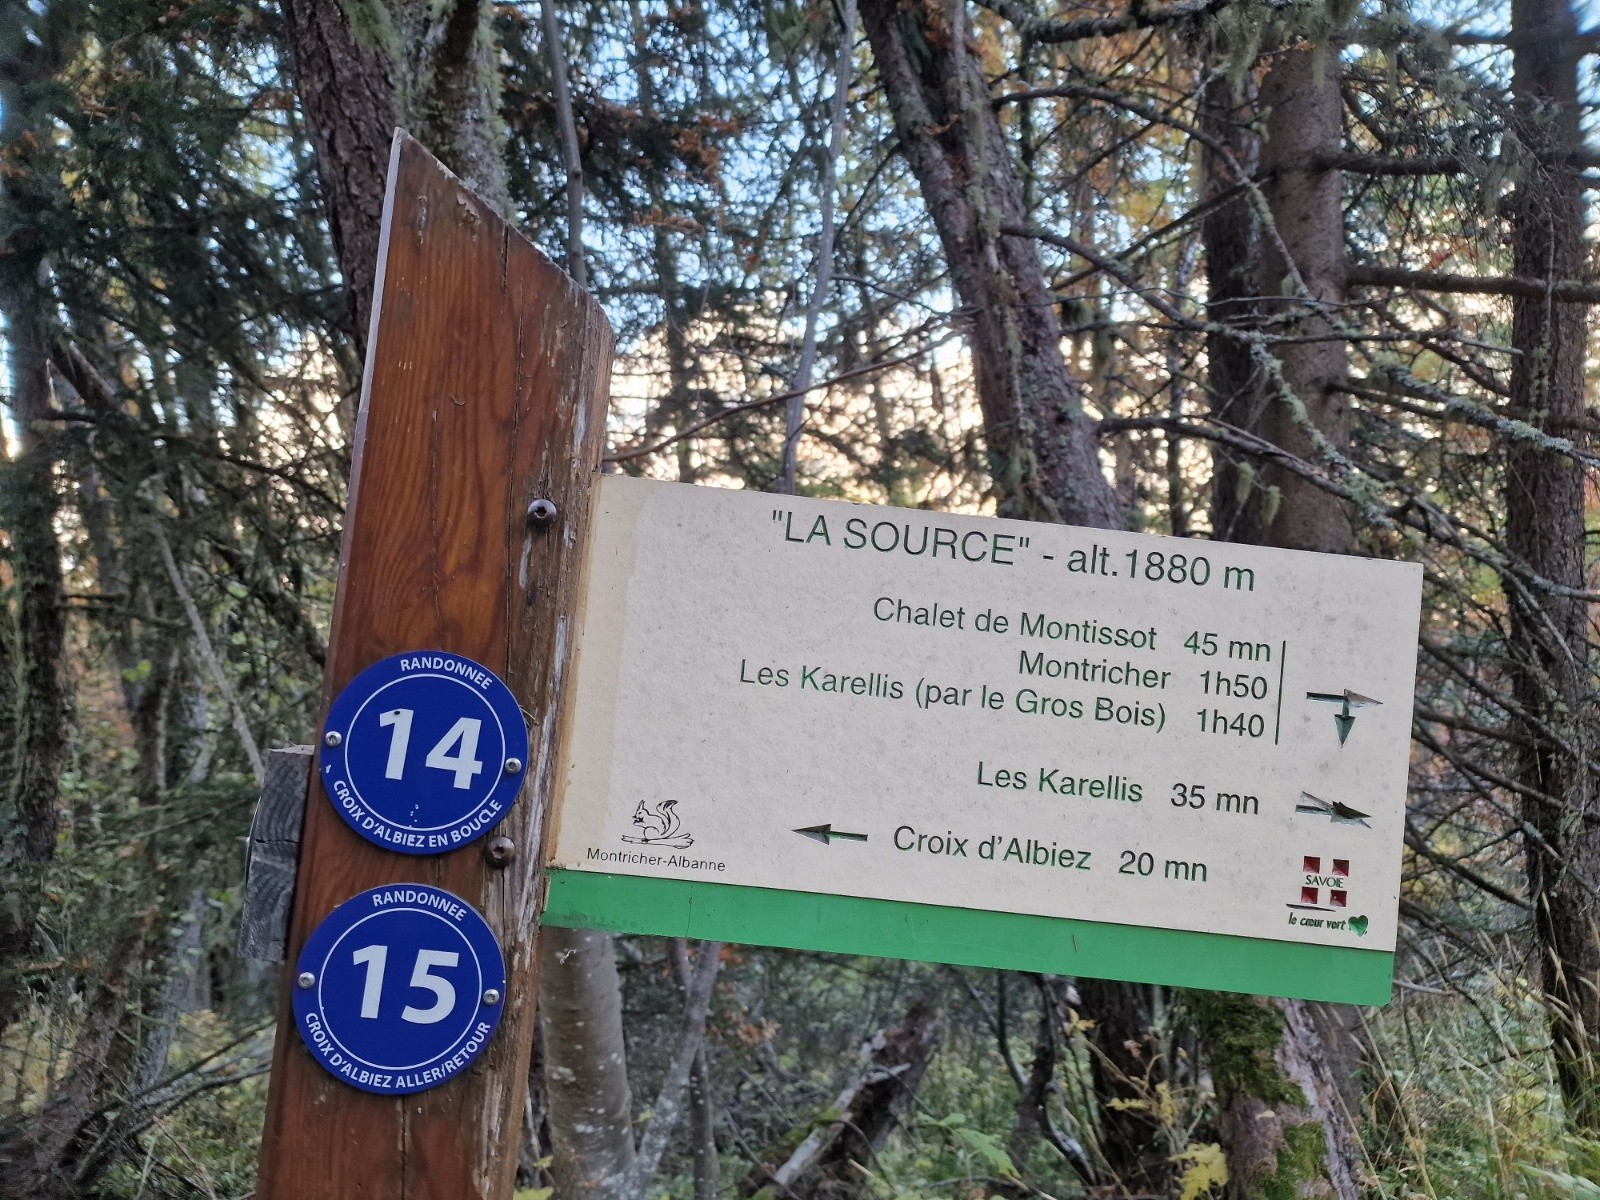 "LA SOURCE" - alt.1880 m
Chalet de Montissot 45 mn
Montricher 1h50
Les Karellis (par le Gros Bois) 1h40
Les Karellis 35 mn
Croix d'Albiez 20 mn
Montricher-Albanne
SAVOIE
le cœur vert
RANDONNEE
14
CROIX D'ALBIEZ EN BOUCLE
RANDONNEE
15
CROIX D'ALBIEZ ALLER/RETOUR